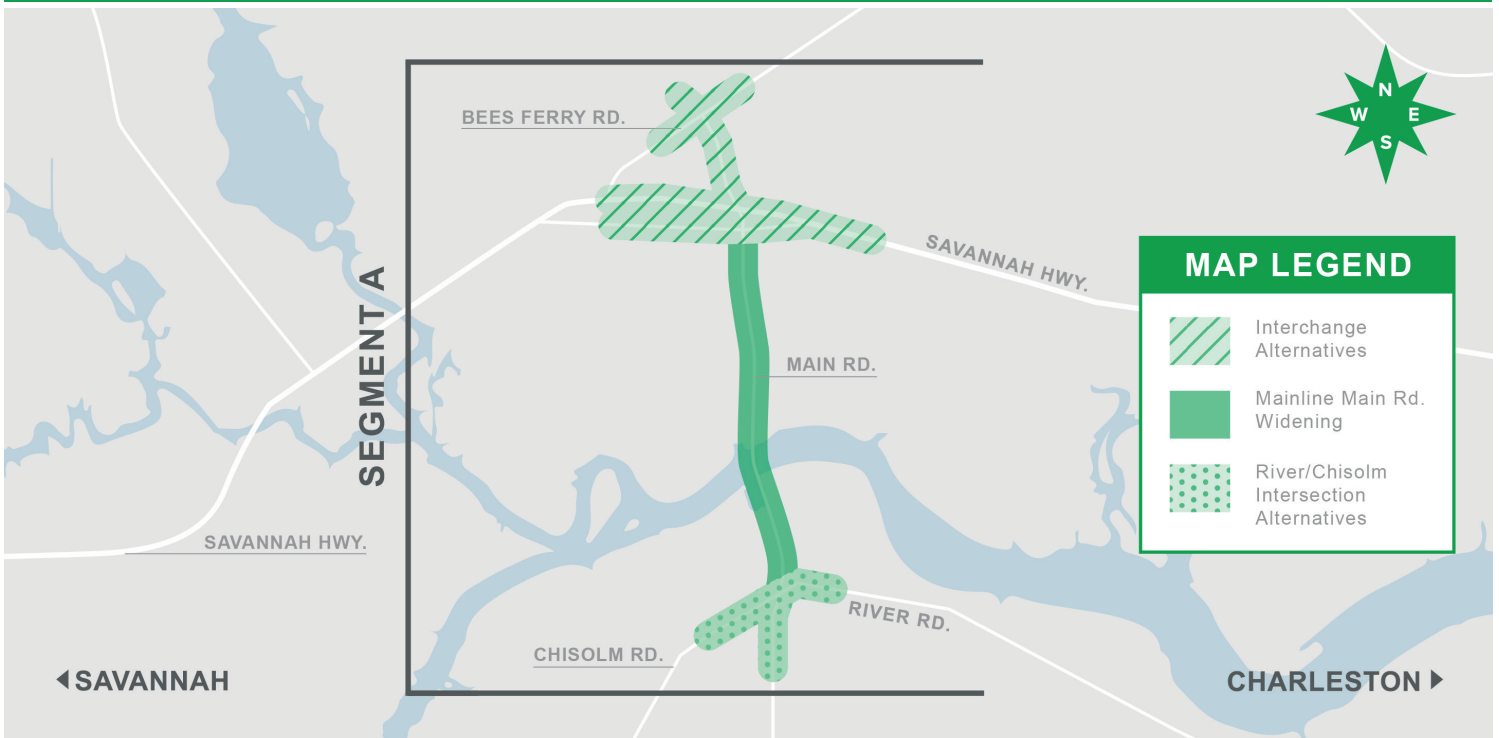 BEES FERRY RD.
N
W E
S
SAVANNAH HWY.
MAP LEGEND
Interchange
Alternatives
Mainline Main Rd.
Widening
River/Chisolm
Intersection
Alternatives
SEGMENT A
MAIN RD.
SAVANNAH HWY.
RIVER RD.
CHISOLM RD.
SAVANNAH
CHARLESTON